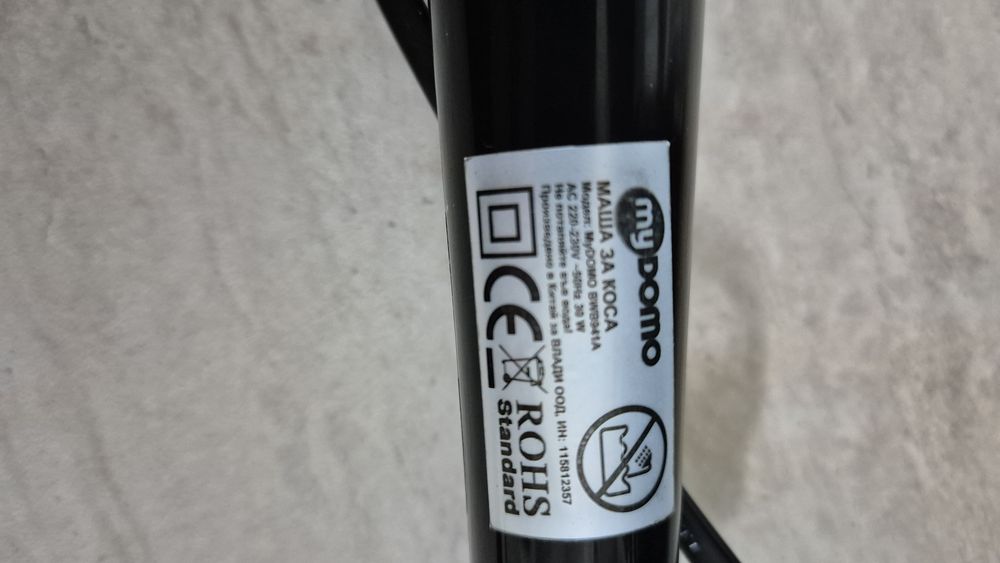 myDOMO
МАША ЗА КОСА
Модел: MyDOMO BWB941A
AC 220-230V ~50Hz 30 W
Не потапяйте във вода!
Произведено в Китай за ВЛАДИ ООД, ИН: 115812357
CE
ROHS
Standard